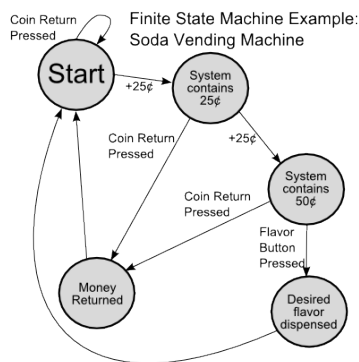 Finite State Machine Example:
Soda Vending Machine
Coin Return
Pressed
Start
+25¢
System
contains
25¢
Coin Return
Pressed
+25¢
System
contains
50¢
Coin Return
Pressed
Flavor
Button
Pressed
Money
Returned
Desired
flavor
dispensed